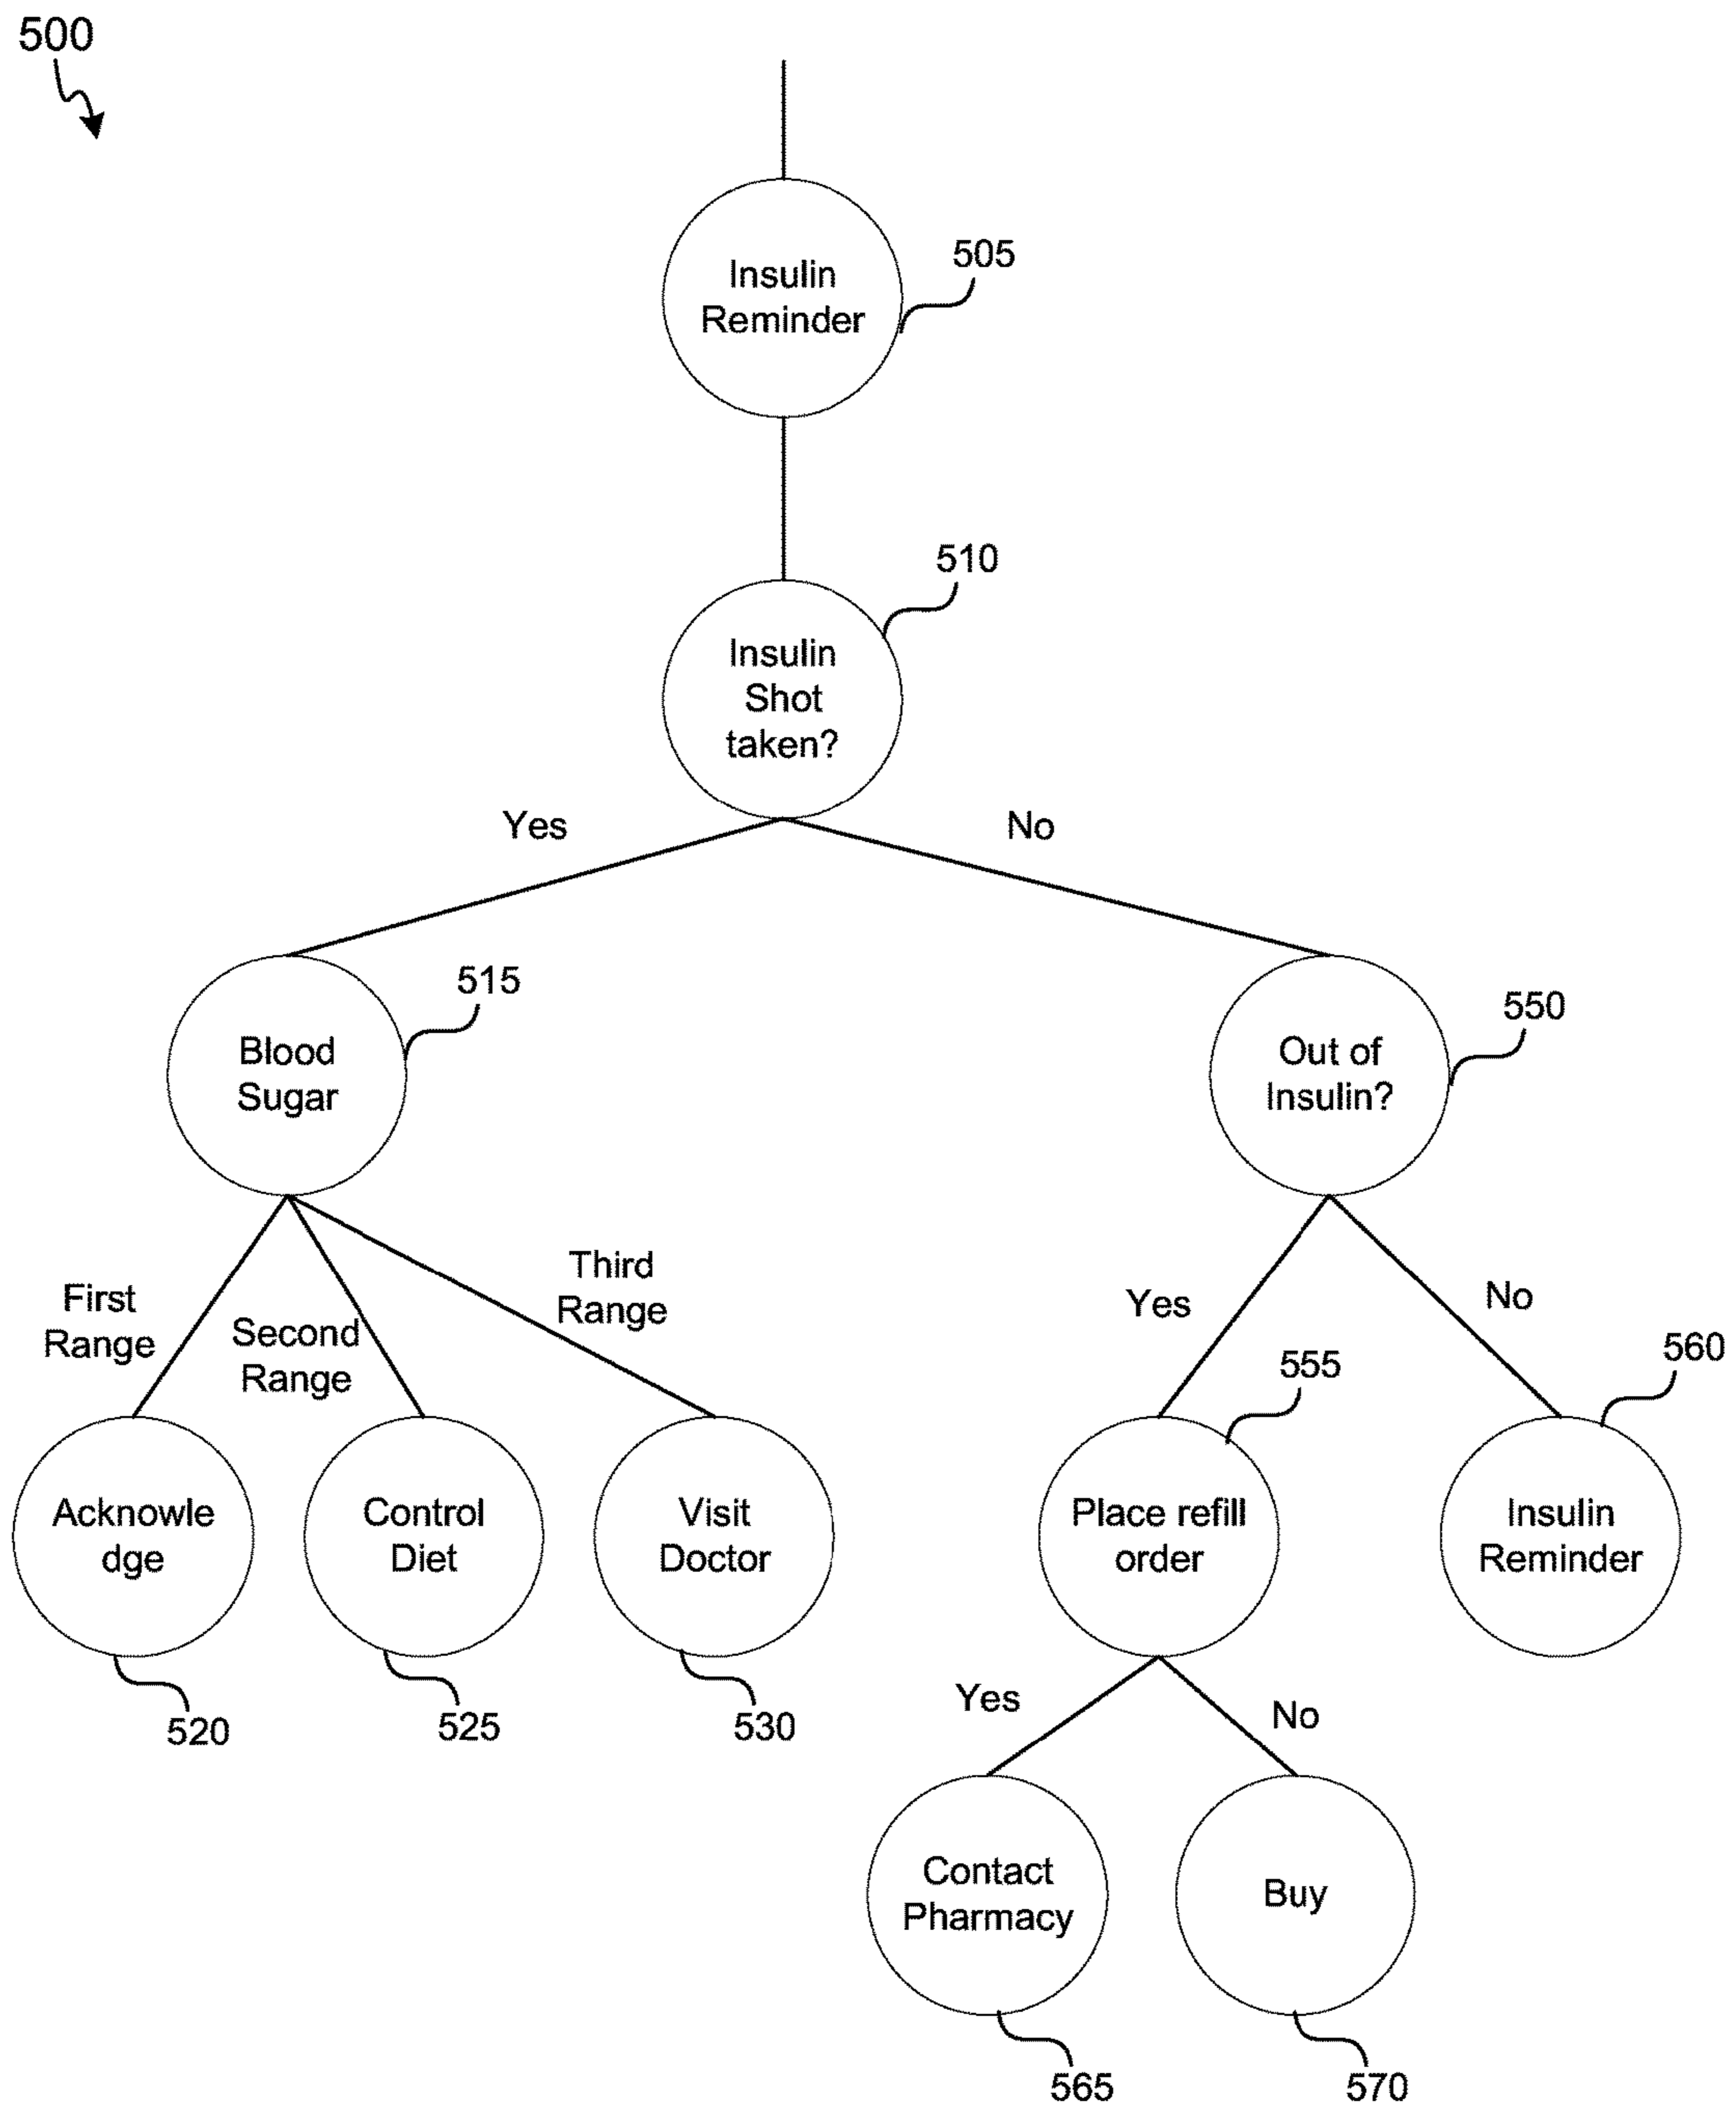 500
505
Insulin
Reminder
510
Insulin
Shot
taken?
Yes
No
515
Blood
Sugar
550
Out of
Insulin?
First
Range
Second
Range
Third
Range
Yes
No
555
560
Acknowle
dge
Control
Diet
Visit
Doctor
Place refill
order
Insulin
Reminder
520
525
530
Yes
No
Contact
Pharmacy
Buy
565
570